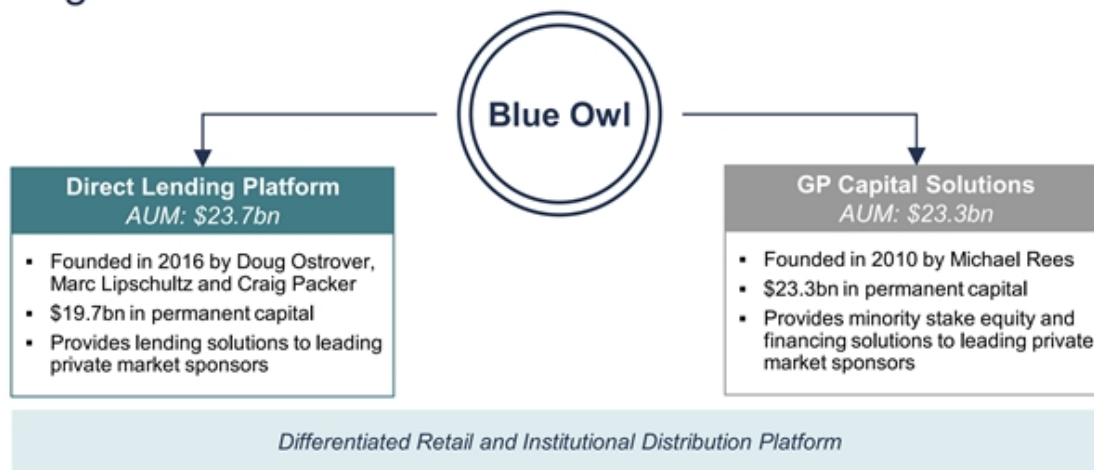 Blue Owl
Direct Lending Platform
AUM: $23.7bn
▪ Founded in 2016 by Doug Ostrover,
Marc Lipschultz and Craig Packer
▪ $19.7bn in permanent capital
▪ Provides lending solutions to leading
private market sponsors
GP Capital Solutions
AUM: $23.3bn
▪ Founded in 2010 by Michael Rees
▪ $23.3bn in permanent capital
▪ Provides minority stake equity and
financing solutions to leading private
market sponsors
Differentiated Retail and Institutional Distribution Platform